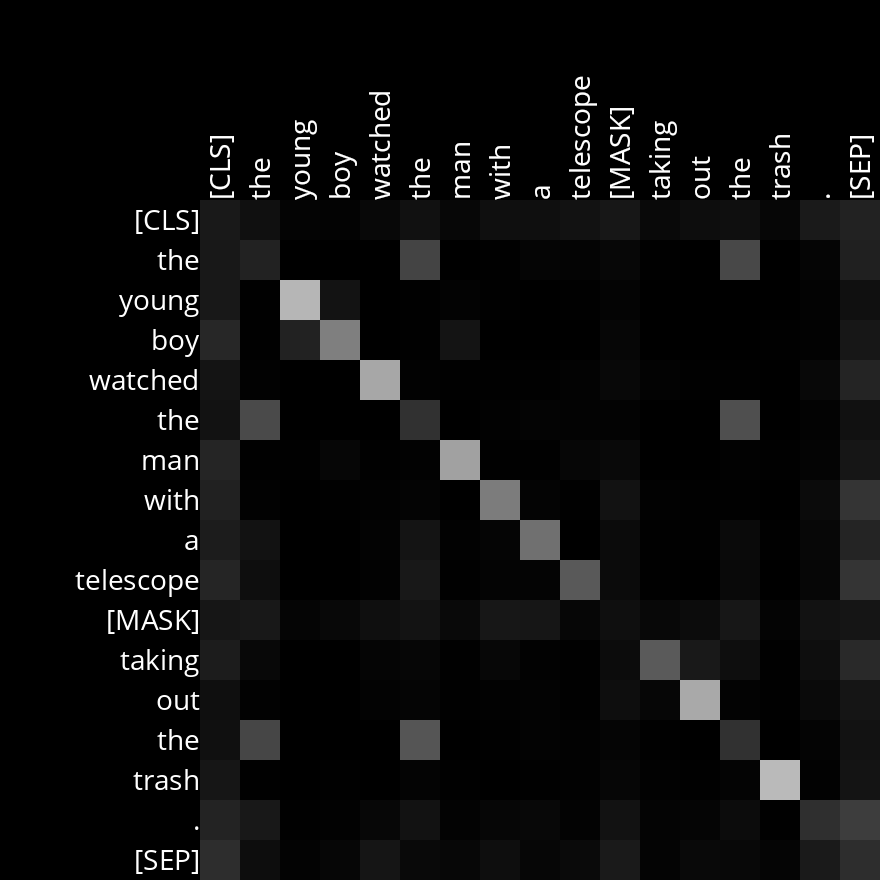 [CLS] the young boy watched the man with a telescope [MASK] taking out the trash . [SEP]
[CLS]
the
young
boy
watched
the
man
with
a
telescope
[MASK]
taking
out
the
trash
.
[SEP]